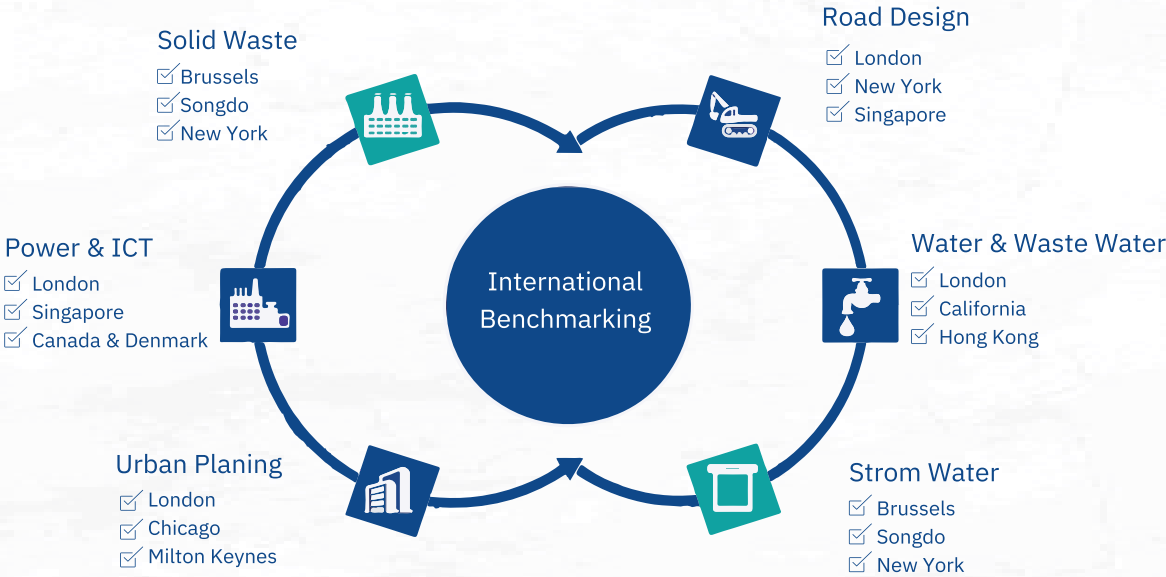 Solid Waste
Brussels
Songdo
New York
Road Design
London
New York
Singapore
Power & ICT
London
Singapore
Canada & Denmark
International
Benchmarking
Water & Waste Water
London
California
Hong Kong
Urban Planing
London
Chicago
Milton Keynes
Strom Water
Brussels
Songdo
New York